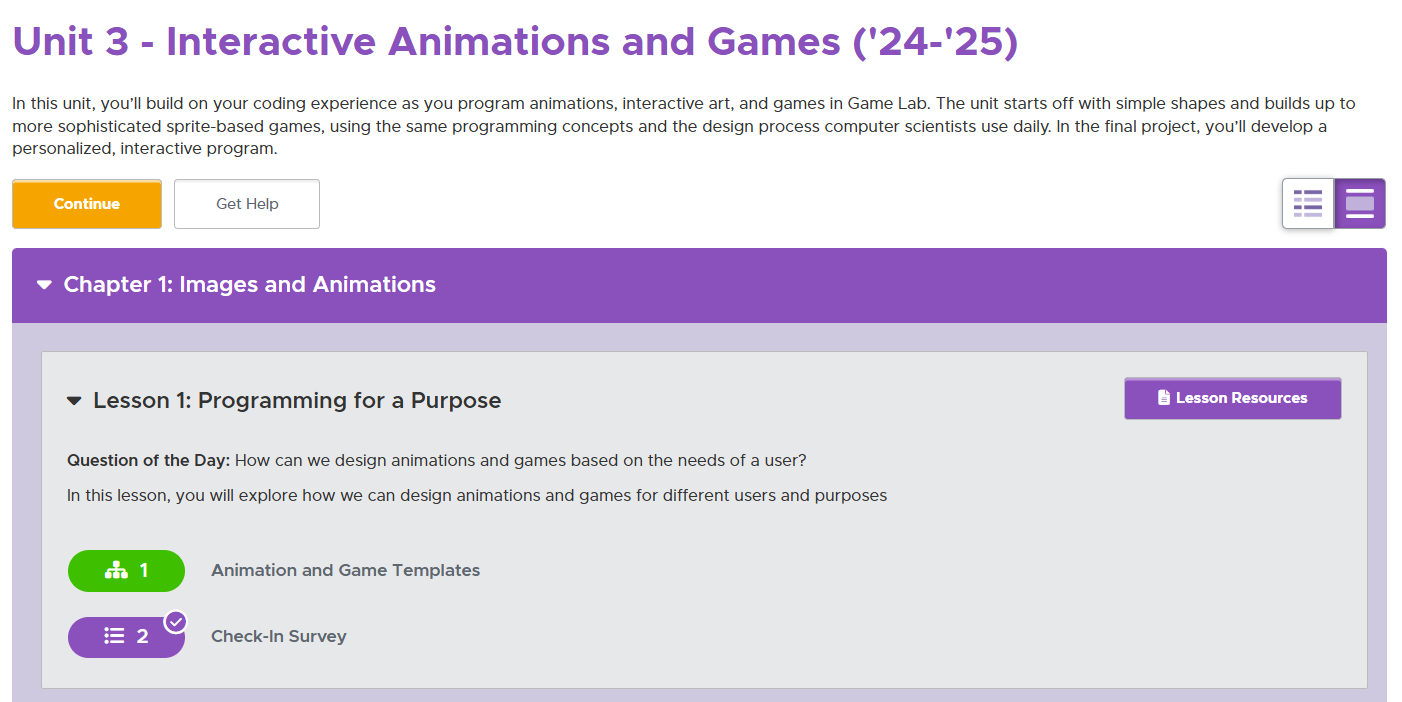 Unit 3 - Interactive Animations and Games ('24-'25)
In this unit, you’ll build on your coding experience as you program animations, interactive art, and games in Game Lab. The unit starts off with simple shapes and builds up to
more sophisticated sprite-based games, using the same programming concepts and the design process computer scientists use daily. In the final project, you’ll develop a
personalized, interactive program.
Continue
Get Help
Chapter 1: Images and Animations
Lesson 1: Programming for a Purpose
Lesson Resources
Question of the Day: How can we design animations and games based on the needs of a user?
In this lesson, you will explore how we can design animations and games for different users and purposes
1 Animation and Game Templates
2 Check-In Survey